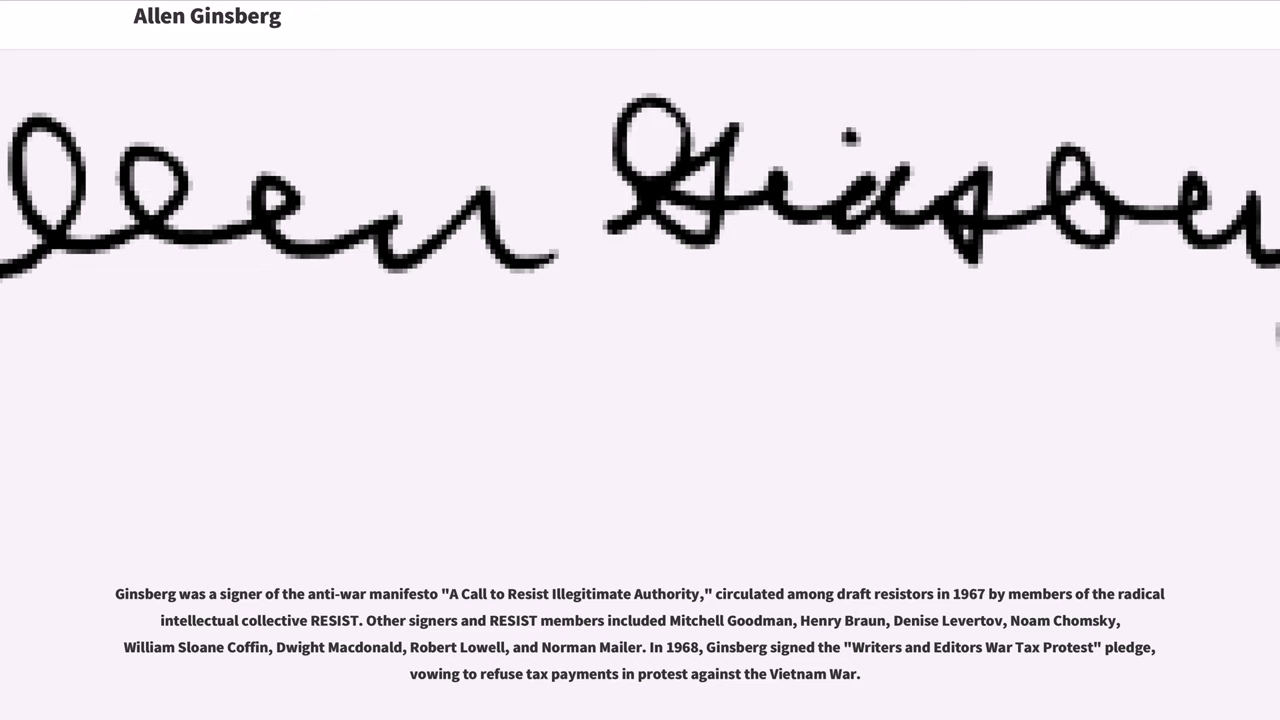 Allen Ginsberg
llen Ginsber
Ginsberg was a signer of the anti-war manifesto "A Call to Resist Illegitimate Authority," circulated among draft resistors in 1967 by members of the radical
intellectual collective RESIST. Other signers and RESIST members included Mitchell Goodman, Henry Braun, Denise Levertov, Noam Chomsky,
William Sloane Coffin, Dwight Macdonald, Robert Lowell, and Norman Mailer. In 1968, Ginsberg signed the "Writers and Editors War Tax Protest" pledge,
vowing to refuse tax payments in protest against the Vietnam War.